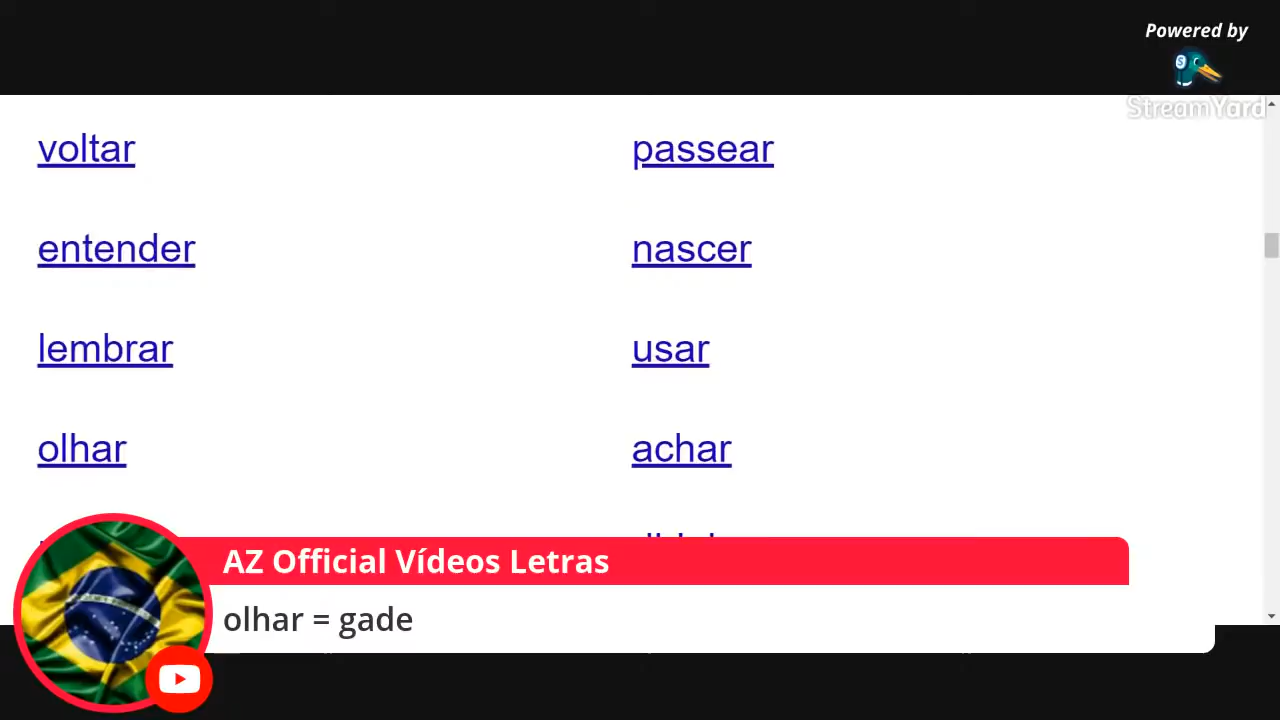 Powered by
StreamYard
voltar
passear
entender
nascer
lembrar
usar
olhar
achar
AZ Official Vídeos Letras
olhar = gade